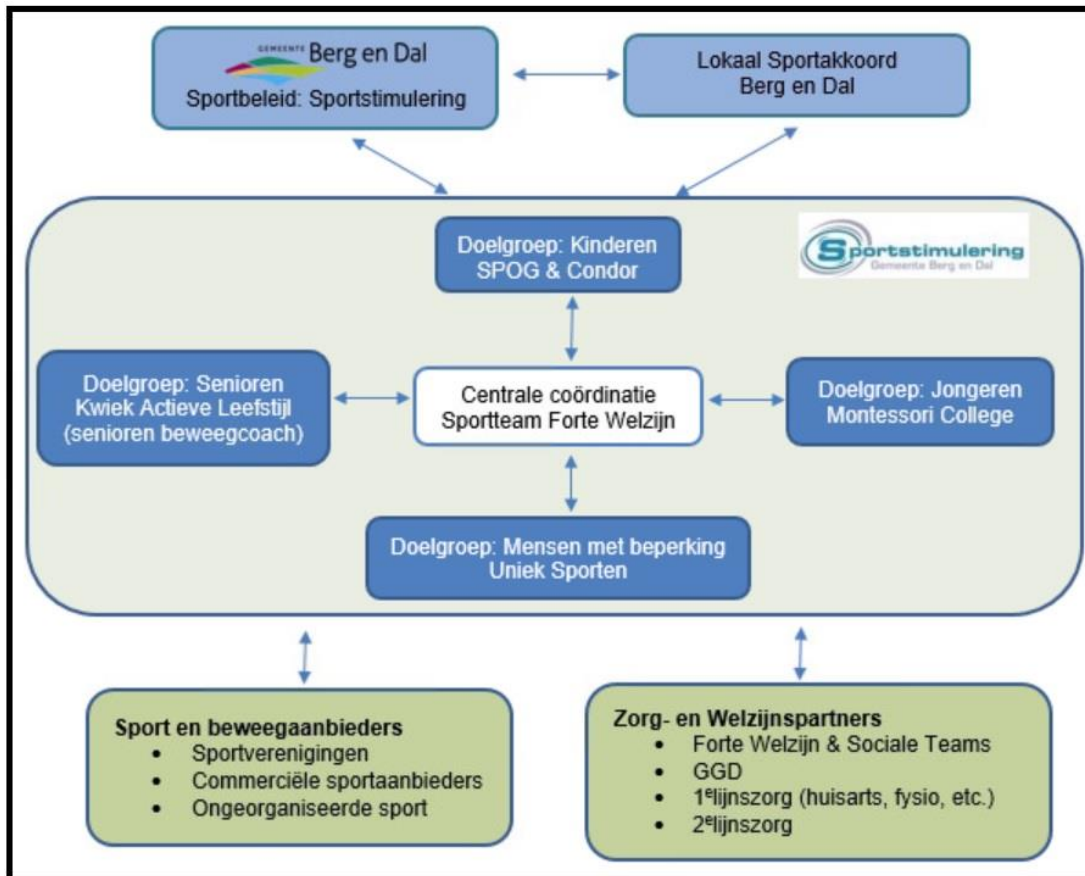 GEMEENTE Berg en Dal
Sportbeleid: Sportstimulering
Lokaal Sportakkoord
Berg en Dal
Doelgroep: Kinderen
SPOG & Condor
Sportstimulering
Gemeente Berg en Dal
Doelgroep: Senioren
Kwiek Actieve Leefstijl
(senioren beweegcoach)
Centrale coördinatie
Sportteam Forte Welzijn
Doelgroep: Jongeren
Montessori College
Doelgroep: Mensen met beperking
Uniek Sporten
Sport en beweegaanbieders
• Sportverenigingen
• Commerciële sportaanbieders
• Ongeorganiseerde sport
Zorg- en Welzijnspartners
• Forte Welzijn & Sociale Teams
• GGD
• 1ᵉlijnszorg (huisarts, fysio, etc.)
• 2ᵉlijnszorg